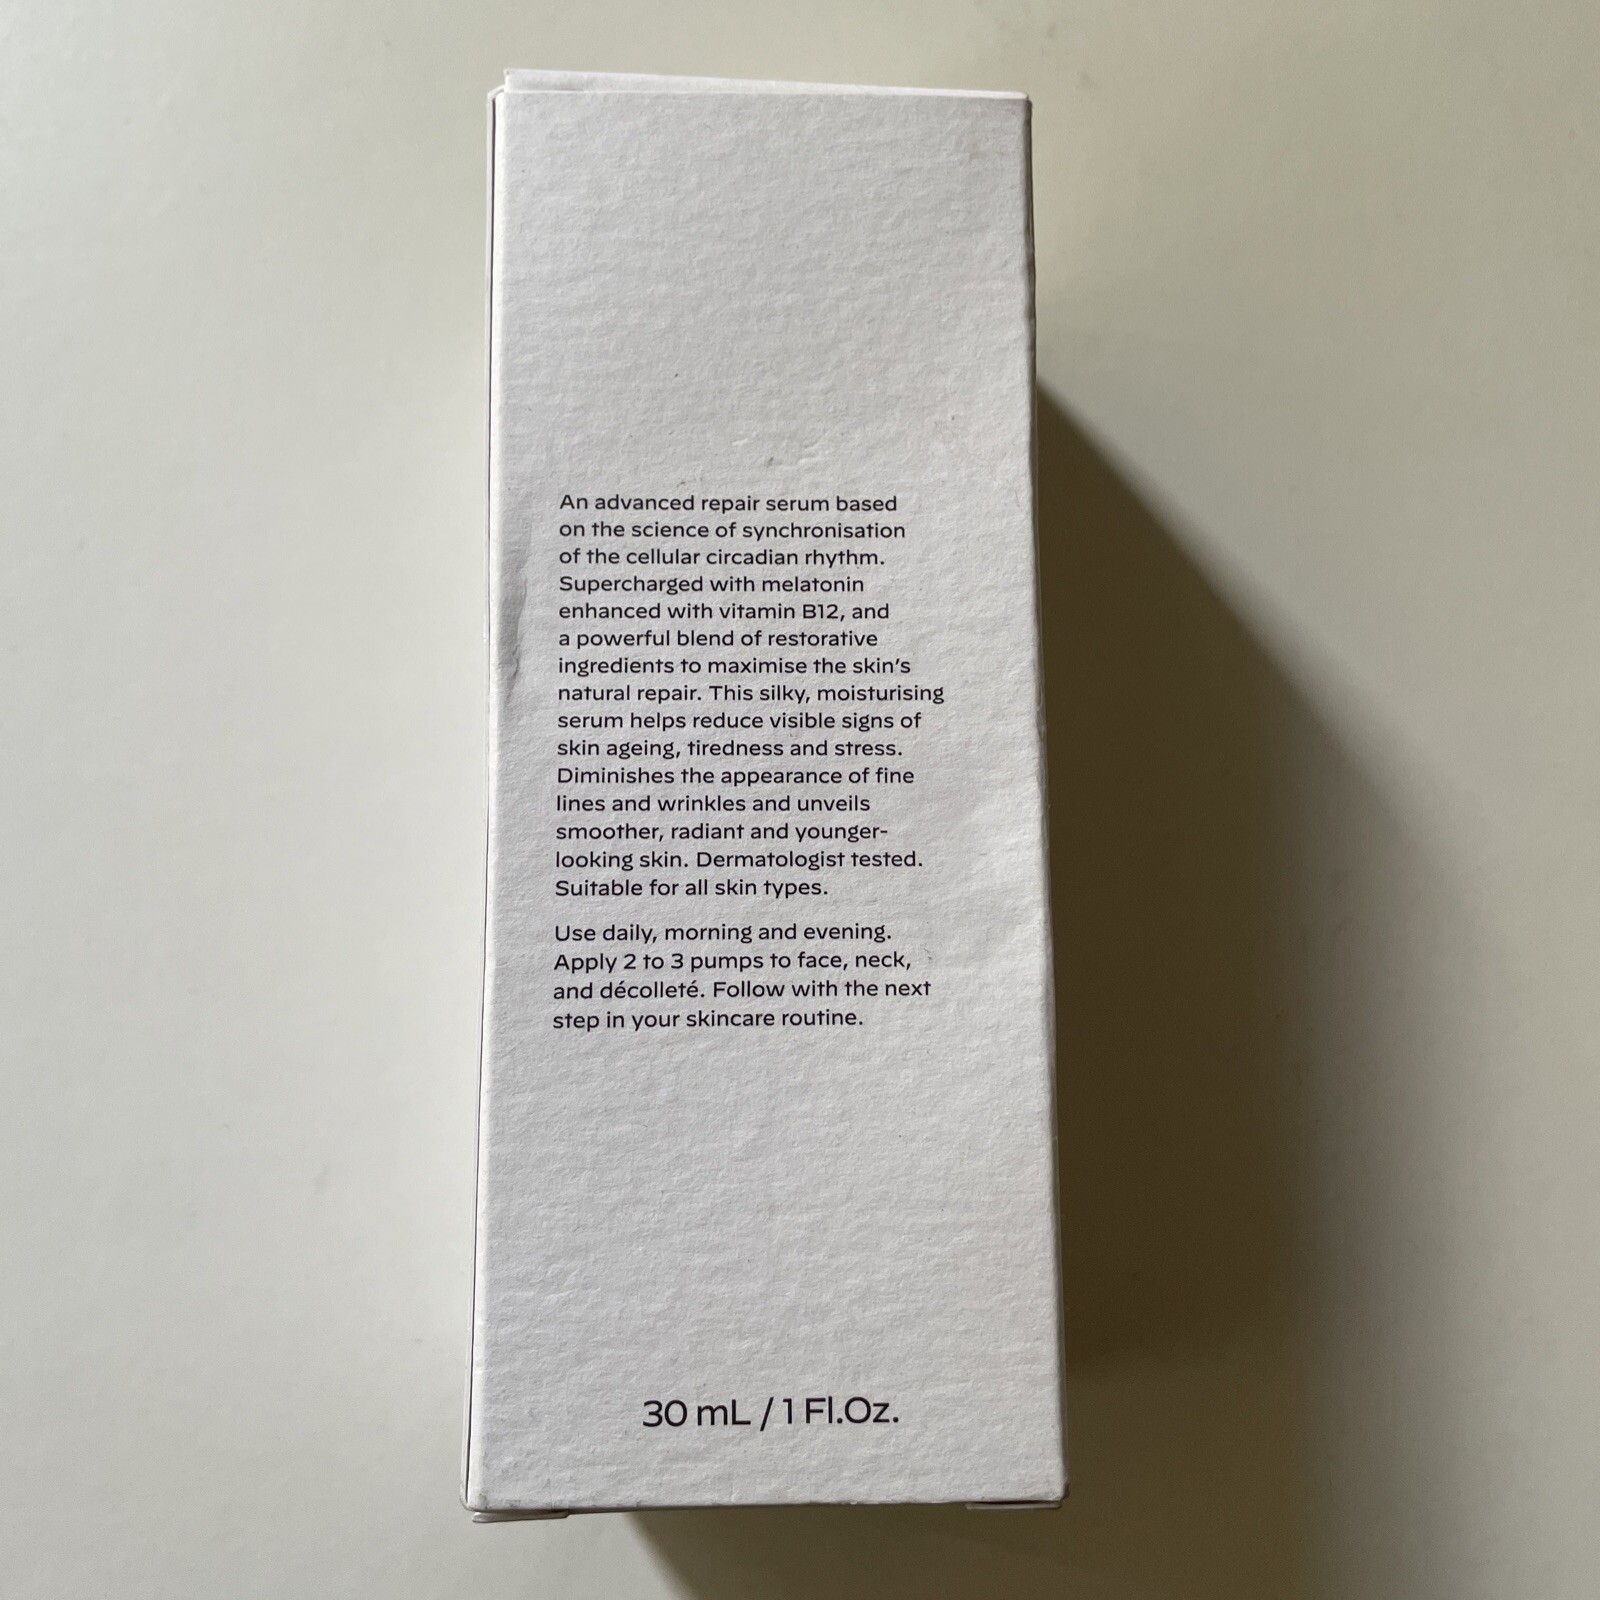 An advanced repair serum based
on the science of synchronisation
of the cellular circadian rhythm.
Supercharged with melatonin
enhanced with vitamin B12, and
a powerful blend of restorative
ingredients to maximise the skin's
natural repair. This silky, moisturising
serum helps reduce visible signs of
skin ageing, tiredness and stress.
Diminishes the appearance of fine
lines and wrinkles and unveils
smoother, radiant and younger-
looking skin. Dermatologist tested.
Suitable for all skin types.
Use daily, morning and evening.
Apply 2 to 3 pumps to face, neck,
and décolleté. Follow with the next
step in your skincare routine.
30 mL / 1 Fl.Oz.